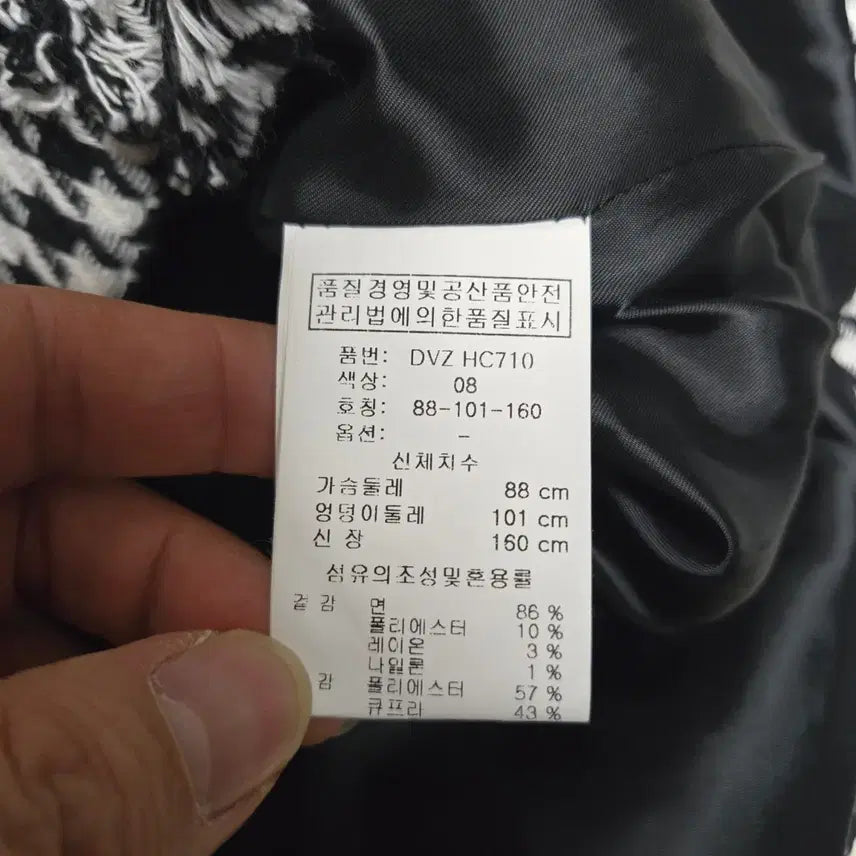 품질경영및공산품안전
관리법에의한품질표시
품번: DVZ HC710
색상: 08
호칭: 88-101-160
옵션: -
신체치수
가슴둘레 88 cm
엉덩이둘레 101 cm
신 장 160 cm
섬유의조성및혼용률
겉 감 면 86 %
폴리에스터 10 %
레이온 3 %
나일론 1 %
감 폴리에스터 57 %
큐프라 43 %